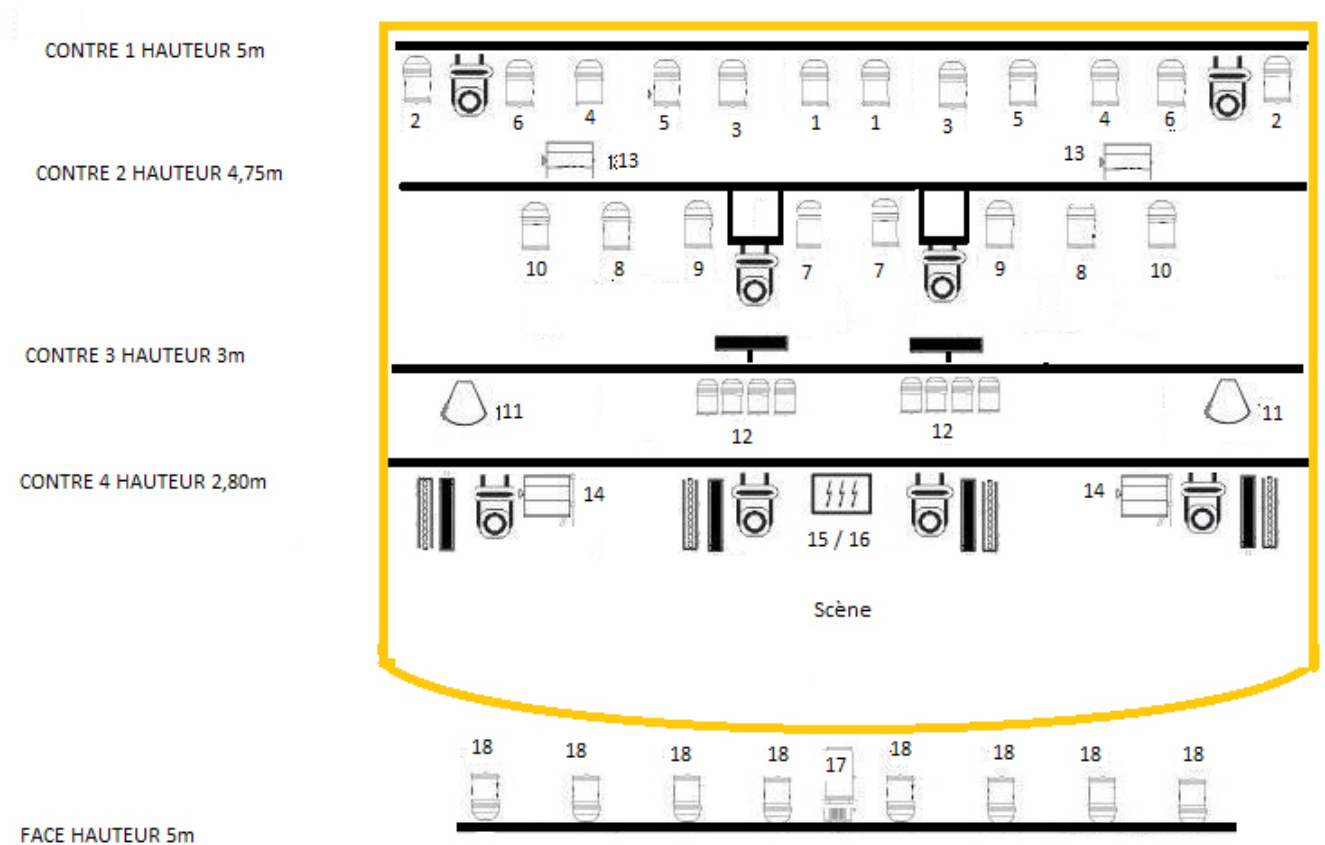 CONTRE 1 HAUTEUR 5m
2 6 4 5 3 1 1 3 5 4 6 2
13 13
CONTRE 2 HAUTEUR 4,75m
10 8 9 7 7 9 8 10
CONTRE 3 HAUTEUR 3m
11 12 12 11
CONTRE 4 HAUTEUR 2,80m
14 14
15 / 16
Scène
18 18 18 18 17 18 18 18 18
FACE HAUTEUR 5m